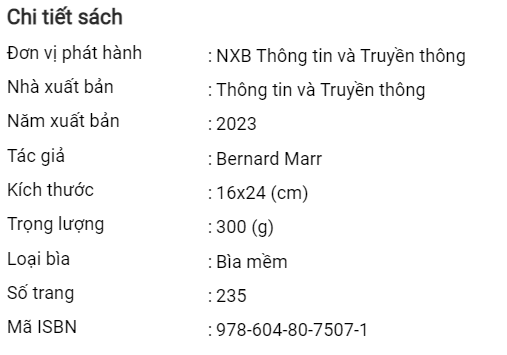 Chi tiết sách
Đơn vị phát hành : NXB Thông tin và Truyền thông
Nhà xuất bản : Thông tin và Truyền thông
Năm xuất bản : 2023
Tác giả : Bernard Marr
Kích thước : 16x24 (cm)
Trọng lượng : 300 (g)
Loại bìa : Bìa mềm
Số trang : 235
Mã ISBN : 978-604-80-7507-1